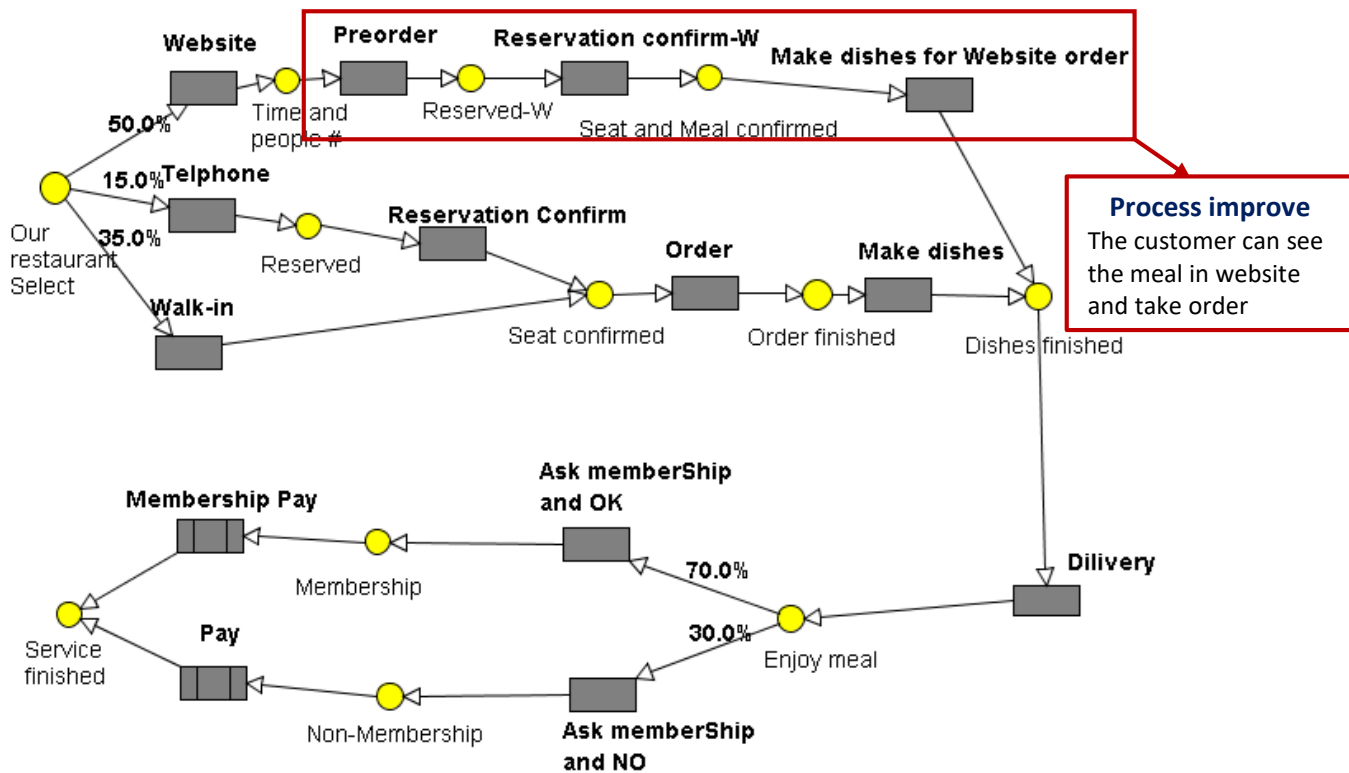 Website
Preorder
Reservation confirm-W
Make dishes for Website order
Time and
people #
Reserved-W
Seat and Meal confirmed
50.0%
15.0%
35.0%
Telphone
Our
restaurant
Select
Reserved
Reservation Confirm
Walk-in
Seat confirmed
Order
Order finished
Make dishes
Dishes finished
Process improve
The customer can see
the meal in website
and take order
Membership Pay
Membership
Ask memberShip
and OK
70.0%
30.0%
Dilivery
Enjoy meal
Service
finished
Pay
Non-Membership
Ask memberShip
and NO